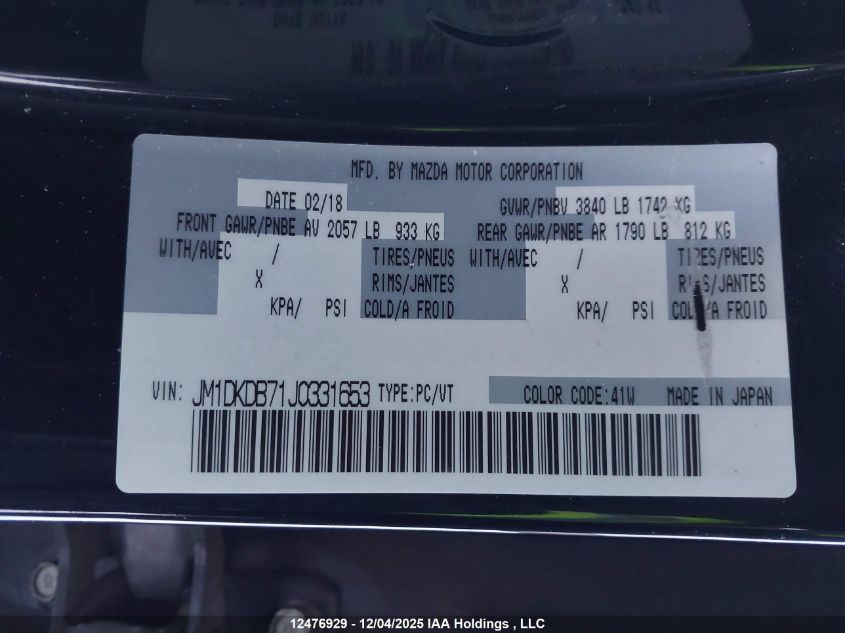 MFD. BY MAZDA MOTOR CORPORATION
DATE 02/18 GVWR/PNBV 3840 LB 1742 KG
FRONT GAWR/PNBE AV 2057 LB 933 KG REAR GAWR/PNBE AR 1790 LB 812 KG
WITH/AVEC / TIRES/PNEUS WITH/AVEC / TIRES/PNEUS
X RIMS/JANTES X RIMS/JANTES
KPA/ PSI COLD/A FROID KPA/ PSI COLD/A FROID
VIN: JM1DKDB71J0331653 TYPE:PC/VT COLOR CODE:41W MADE IN JAPAN
12476929 - 12/04/2025 IAA Holdings , LLC